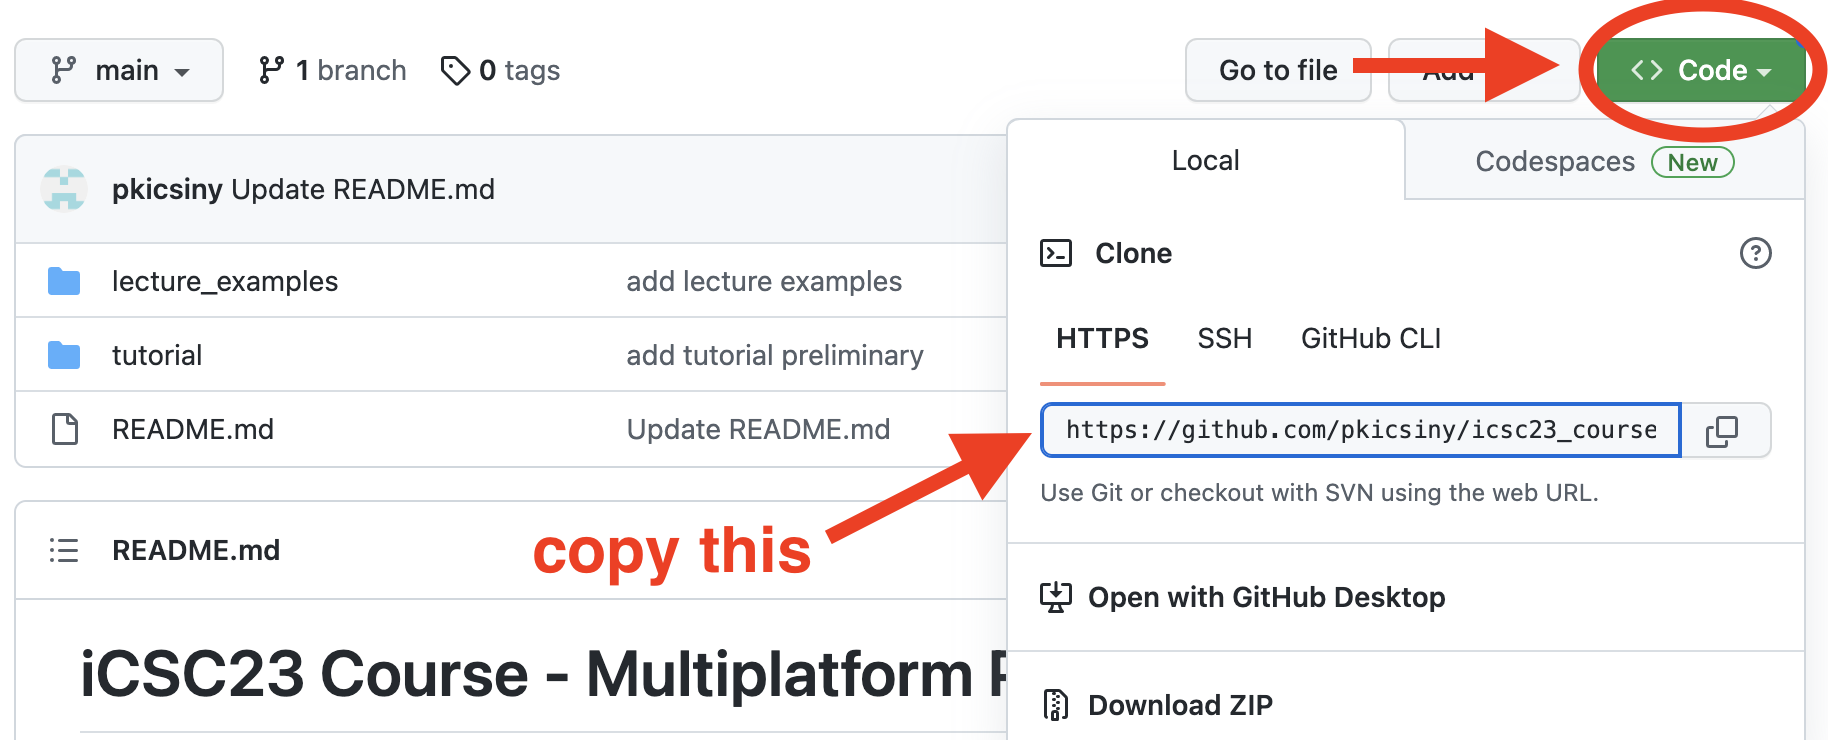 main
1 branch
0 tags
Go to file
Add
Code
pkicsiny Update README.md
lecture_examples
add lecture examples
tutorial
add tutorial preliminary
README.md
Update README.md
README.md
iCSC23 Course - Multiplatform
Local
Codespaces New
Clone
HTTPS SSH GitHub CLI
https://github.com/pkicsiny/icsc23_course
Use Git or checkout with SVN using the web URL.
copy this
Open with GitHub Desktop
Download ZIP